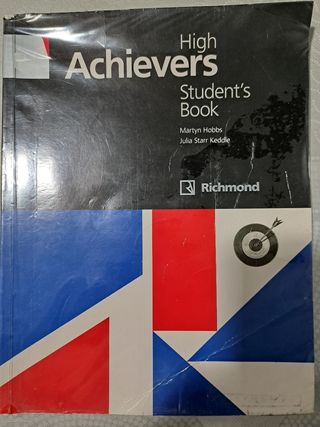 High
Achievers
Student's
Book
Martyn Hobbs
Julia Starr Keddle
R Richmond